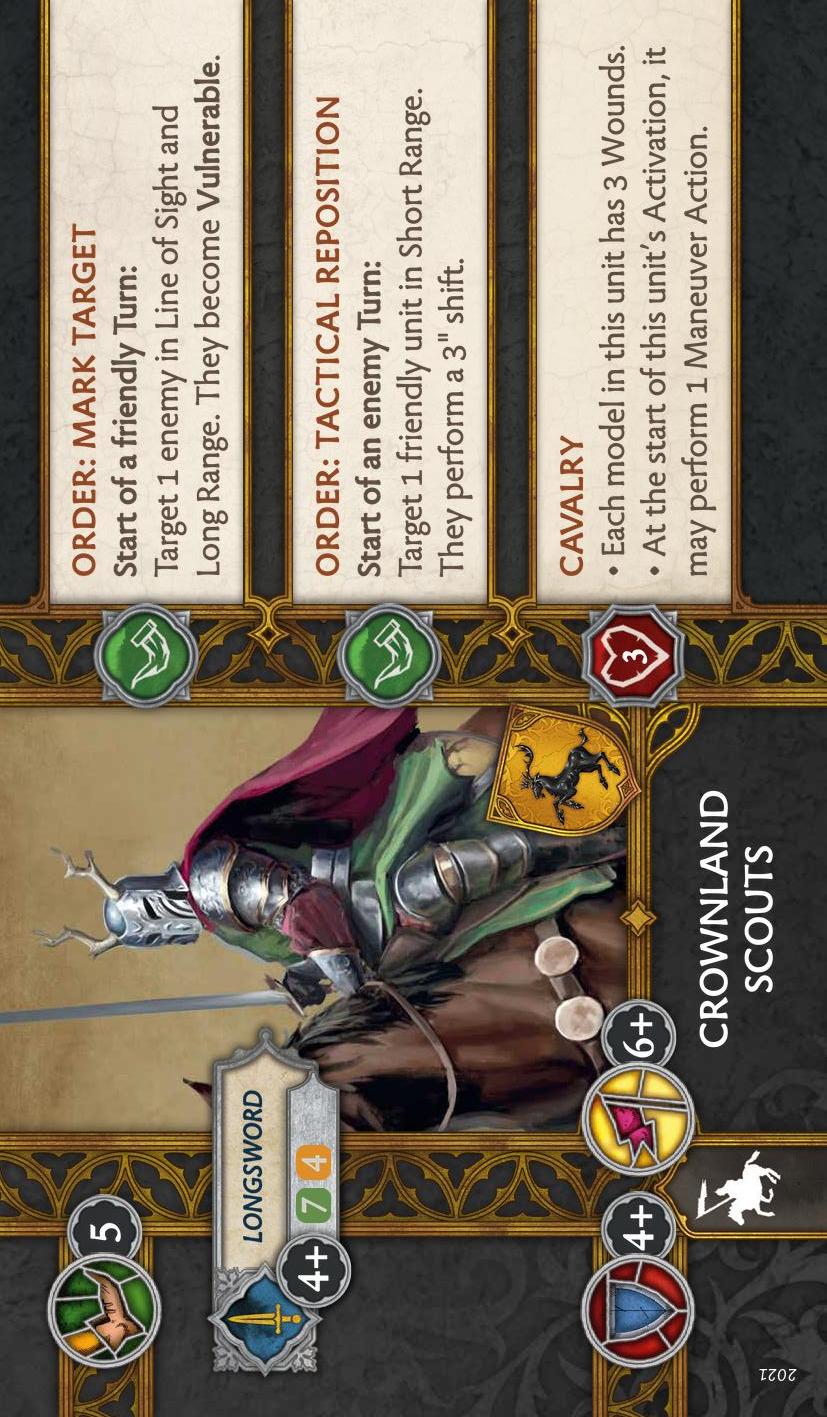 5
LONGSWORD
4+
7 4
4+
6+
CROWNLAND
SCOUTS
ORDER: MARK TARGET
Start of a friendly Turn:
Target 1 enemy in Line of Sight and
Long Range. They become Vulnerable.
ORDER: TACTICAL REPOSITION
Start of an enemy Turn:
Target 1 friendly unit in Short Range.
They perform a 3" shift.
3
CAVALRY
• Each model in this unit has 3 Wounds.
• At the start of this unit's Activation, it
may perform 1 Maneuver Action.
2021